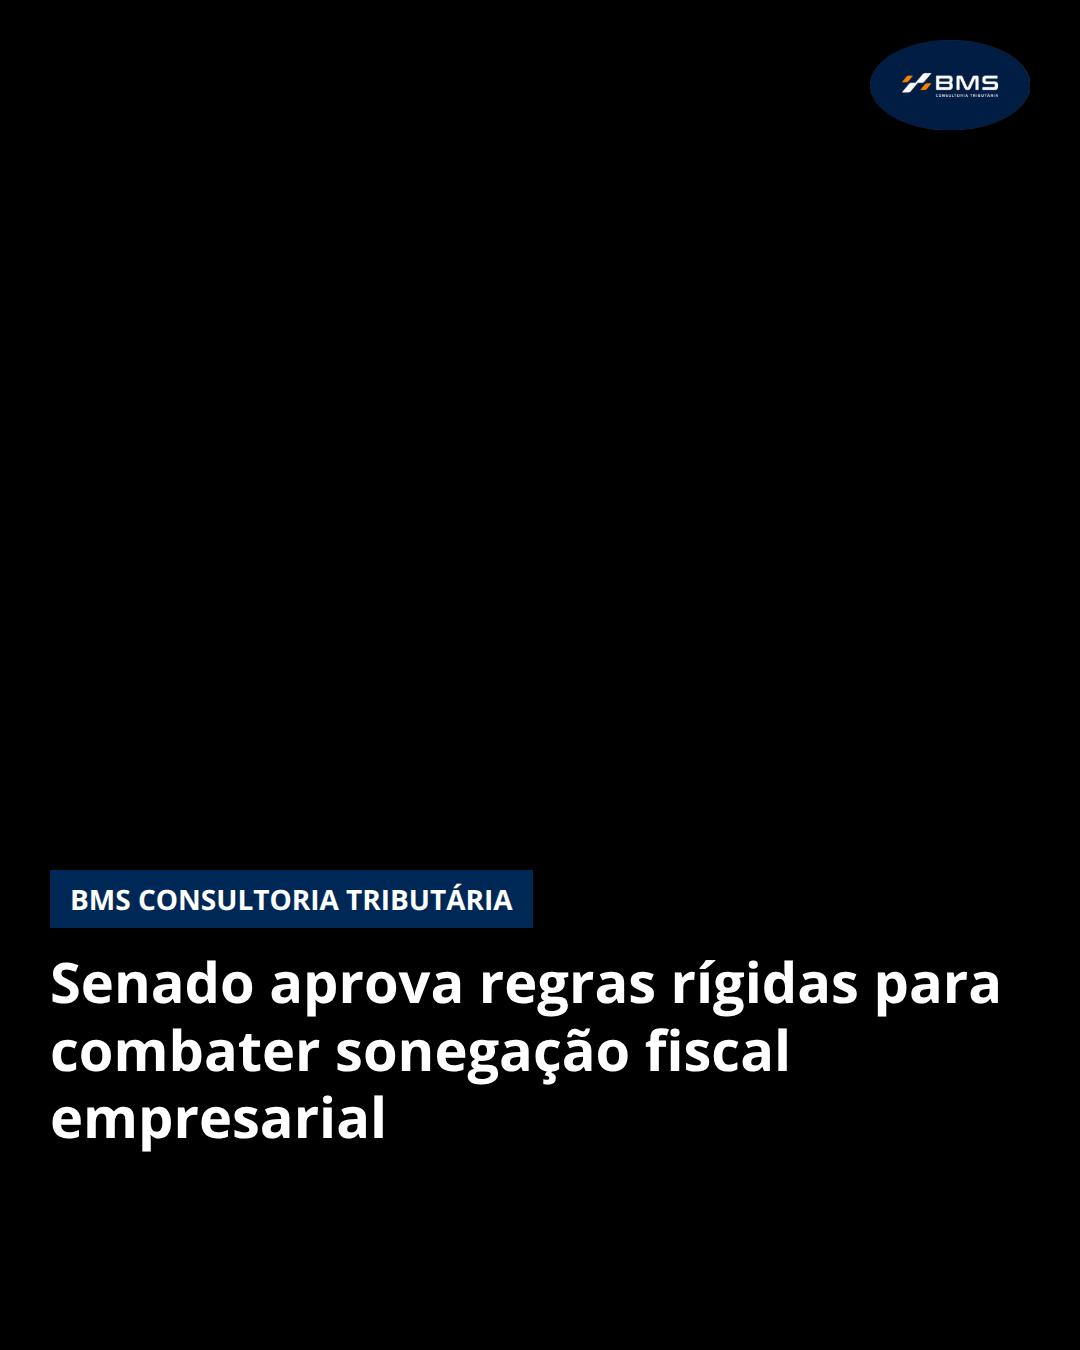 BMS
CONSULTORIA TRIBUTÁRIA
BMS CONSULTORIA TRIBUTÁRIA
Senado aprova regras rígidas para
combater sonegação fiscal
empresarial